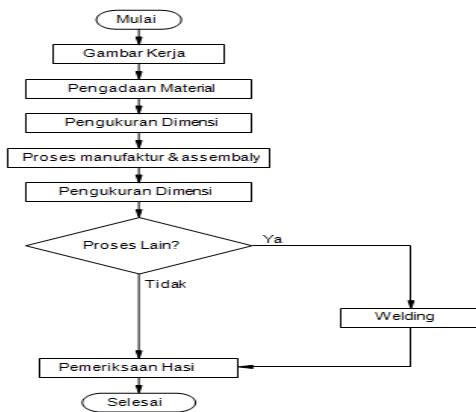 Mulai
Gambar Kerja
Pengadaan Material
Pengukuran Dimensi
Proses manufaktur & assembaly
Pengukuran Dimensi
Proses Lain?
Ya
Tidak
Welding
Pemeriksaan Hasi
Selesai